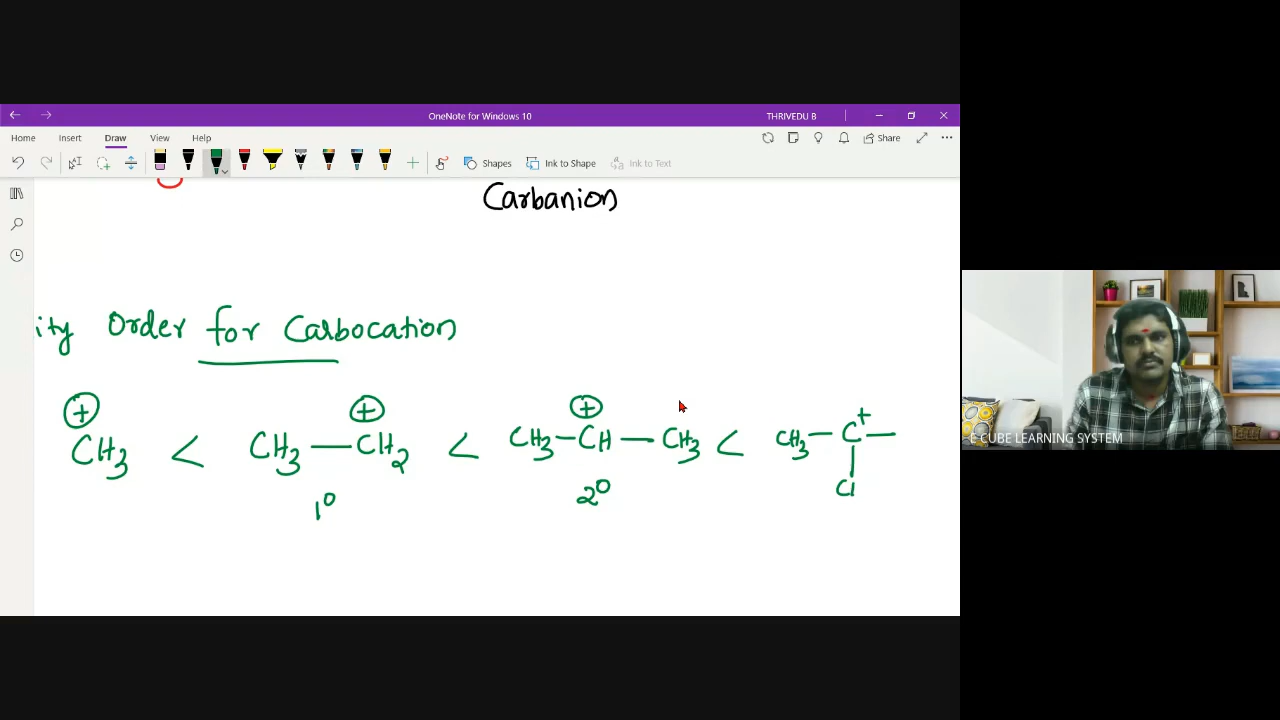 OneNote for Windows 10
THRIVEDU B
Home Insert Draw View Help
Share
Shapes Ink to Shape Ink to Text
Carbanion
ity Order for Carbocation
⊕ ⊕ ⊕ +
CH3 < CH3—CH2 < CH3–CH—CH3 < CH3–C—
Cl
1° 2°
C CUBE LEARNING SYSTEM